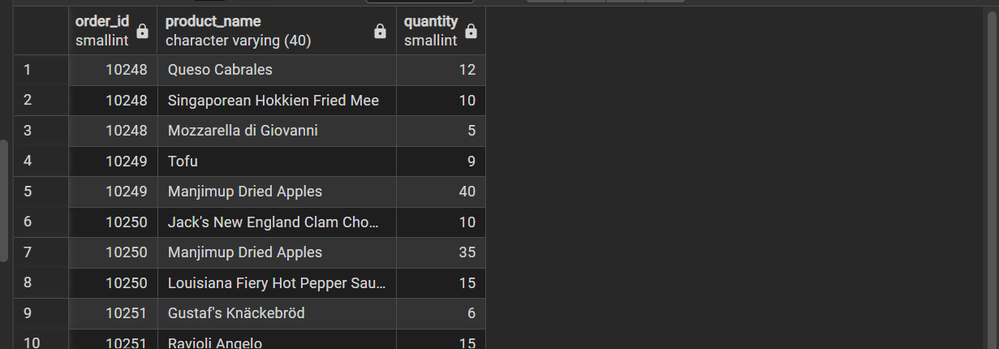 order_id product_name quantity
smallint character varying (40) smallint
1 10248 Queso Cabrales 12
2 10248 Singaporean Hokkien Fried Mee 10
3 10248 Mozzarella di Giovanni 5
4 10249 Tofu 9
5 10249 Manjimup Dried Apples 40
6 10250 Jack's New England Clam Cho... 10
7 10250 Manjimup Dried Apples 35
8 10250 Louisiana Fiery Hot Pepper Sau... 15
9 10251 Gustaf's Knäckebröd 6
10 10251 Ravioli Angelo 15